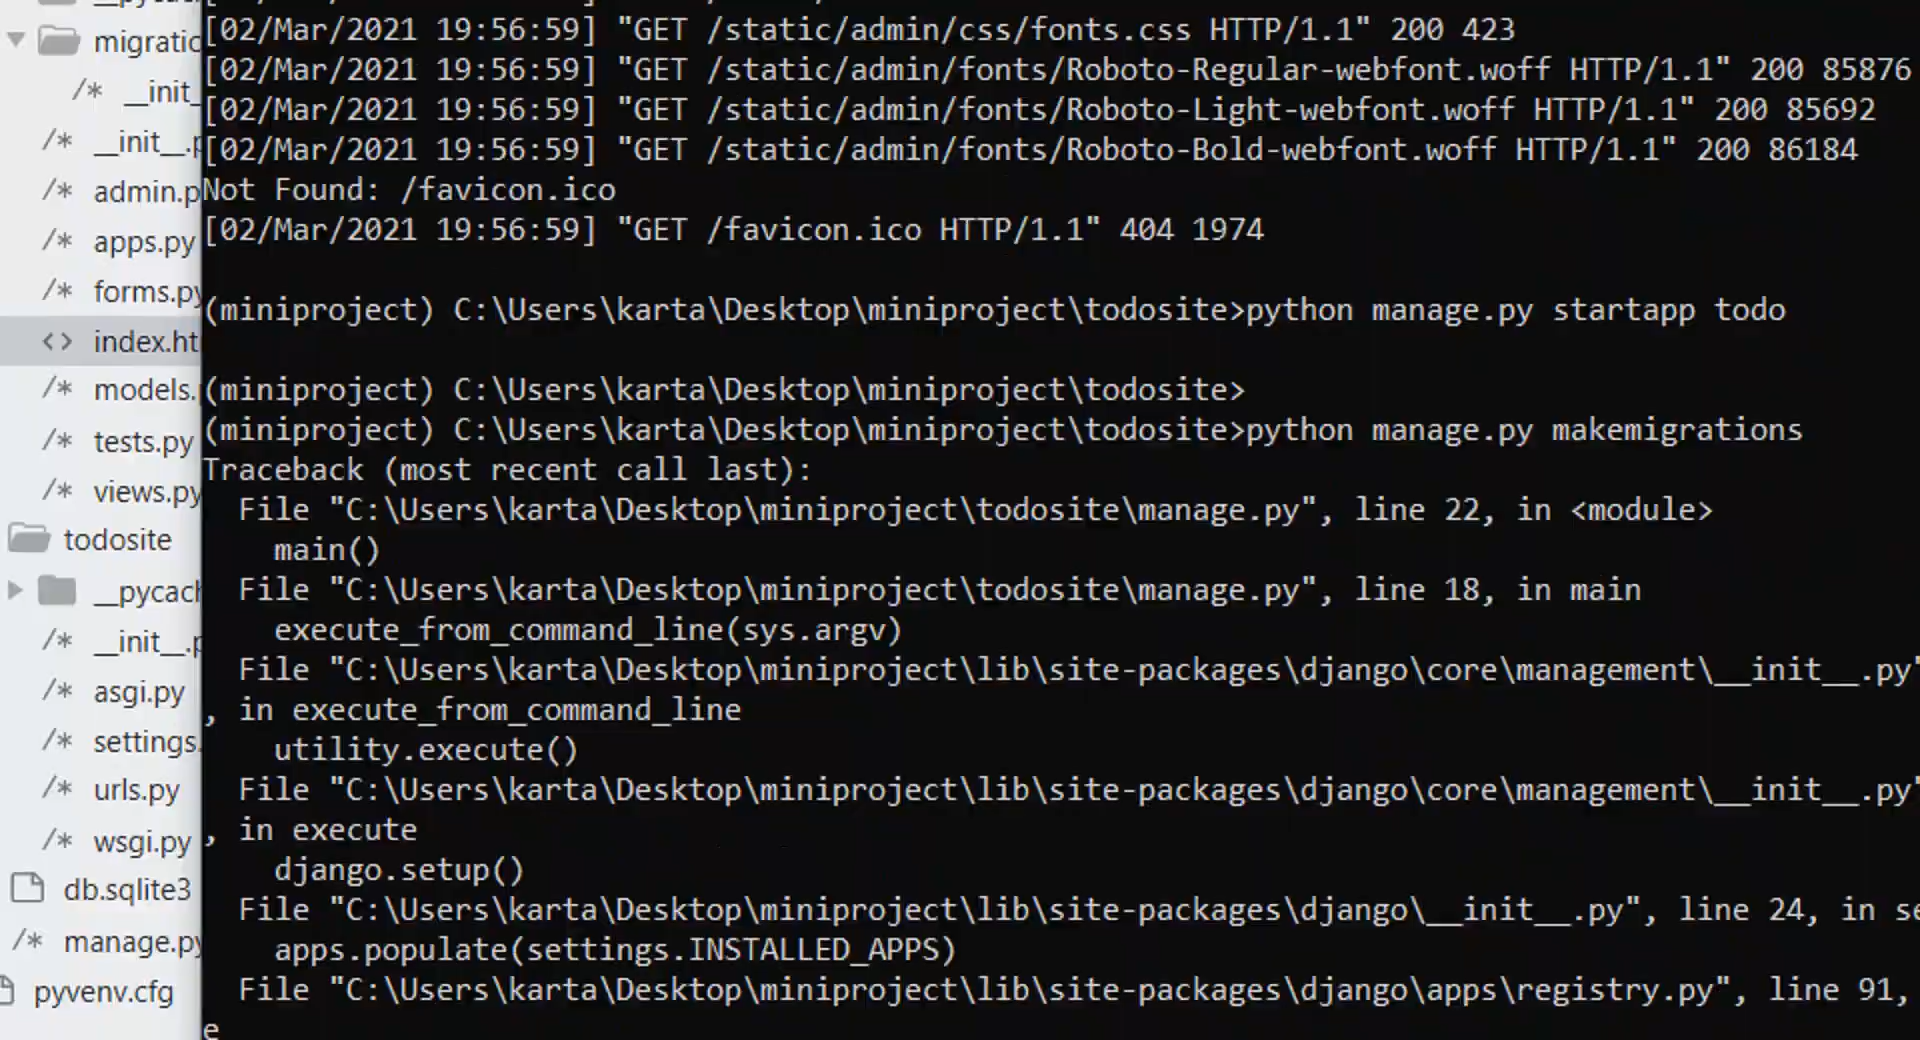 migratic
/* __init_
/* __init__.p
/* admin.p
/* apps.py
/* forms.py
<> index.ht
/* models.
/* tests.py
/* views.py
todosite
__pycach
/* __init__.p
/* asgi.py
/* settings.
/* urls.py
/* wsgi.py
db.sqlite3
/* manage.py
pyvenv.cfg
[02/Mar/2021 19:56:59] "GET /static/admin/css/fonts.css HTTP/1.1" 200 423
[02/Mar/2021 19:56:59] "GET /static/admin/fonts/Roboto-Regular-webfont.woff HTTP/1.1" 200 85876
[02/Mar/2021 19:56:59] "GET /static/admin/fonts/Roboto-Light-webfont.woff HTTP/1.1" 200 85692
[02/Mar/2021 19:56:59] "GET /static/admin/fonts/Roboto-Bold-webfont.woff HTTP/1.1" 200 86184
Not Found: /favicon.ico
[02/Mar/2021 19:56:59] "GET /favicon.ico HTTP/1.1" 404 1974
(miniproject) C:\Users\karta\Desktop\miniproject\todosite>python manage.py startapp todo
(miniproject) C:\Users\karta\Desktop\miniproject\todosite>
(miniproject) C:\Users\karta\Desktop\miniproject\todosite>python manage.py makemigrations
Traceback (most recent call last):
File "C:\Users\karta\Desktop\miniproject\todosite\manage.py", line 22, in <module>
main()
File "C:\Users\karta\Desktop\miniproject\todosite\manage.py", line 18, in main
execute_from_command_line(sys.argv)
File "C:\Users\karta\Desktop\miniproject\lib\site-packages\django\core\management\__init__.py"
, in execute_from_command_line
utility.execute()
File "C:\Users\karta\Desktop\miniproject\lib\site-packages\django\core\management\__init__.py"
, in execute
django.setup()
File "C:\Users\karta\Desktop\miniproject\lib\site-packages\django\__init__.py", line 24, in se
apps.populate(settings.INSTALLED_APPS)
File "C:\Users\karta\Desktop\miniproject\lib\site-packages\django\apps\registry.py", line 91,
e